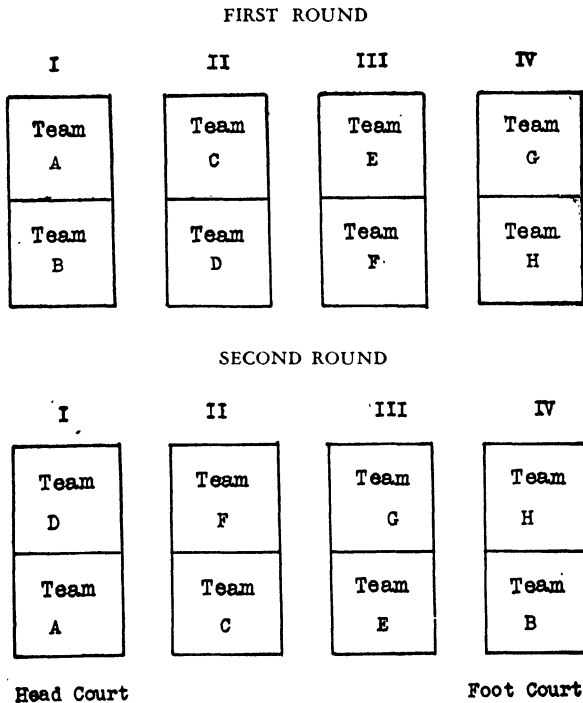 FIRST ROUND
I II III IV
Team Team Team Team
A C E G
Team Team Team Team
B D F H
SECOND ROUND
I II III IV
Team Team Team Team
D F G H
Team Team Team Team
A C E B
Head Court Foot Court